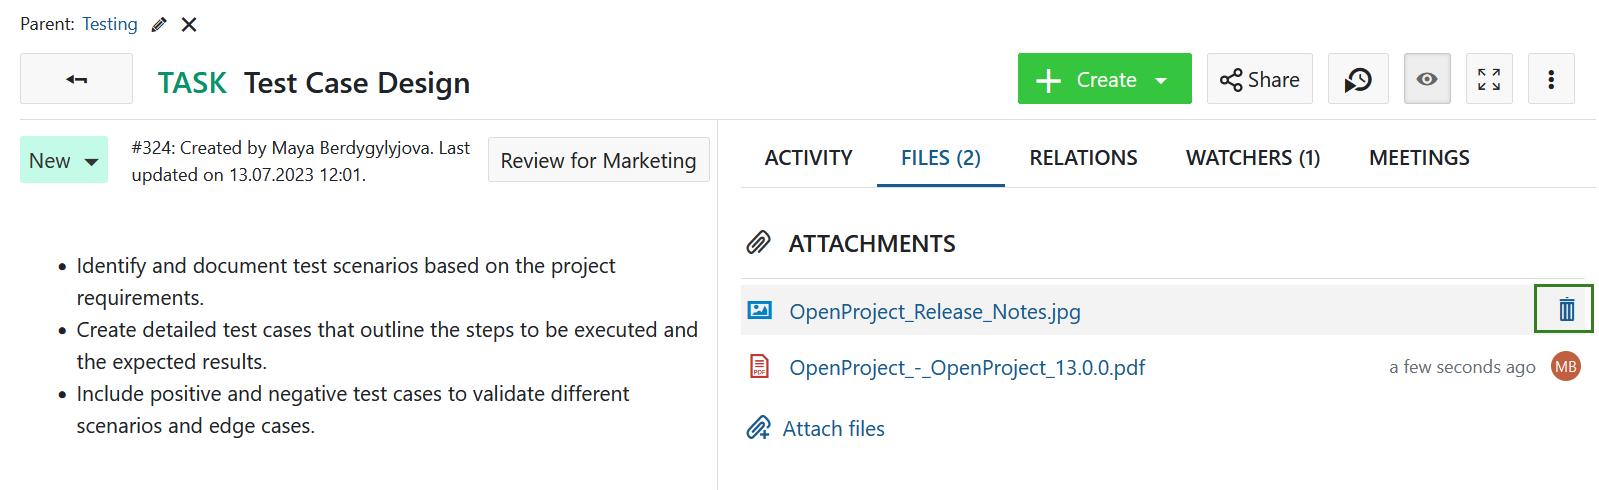 Parent: Testing
TASK Test Case Design
Create
Share
New
#324: Created by Maya Berdygylyjova. Last
updated on 13.07.2023 12:01.
Review for Marketing
• Identify and document test scenarios based on the project
requirements.
• Create detailed test cases that outline the steps to be executed and
the expected results.
• Include positive and negative test cases to validate different
scenarios and edge cases.
ACTIVITY FILES (2) RELATIONS WATCHERS (1) MEETINGS
ATTACHMENTS
OpenProject_Release_Notes.jpg
PDF OpenProject_-_OpenProject_13.0.0.pdf a few seconds ago MB
Attach files